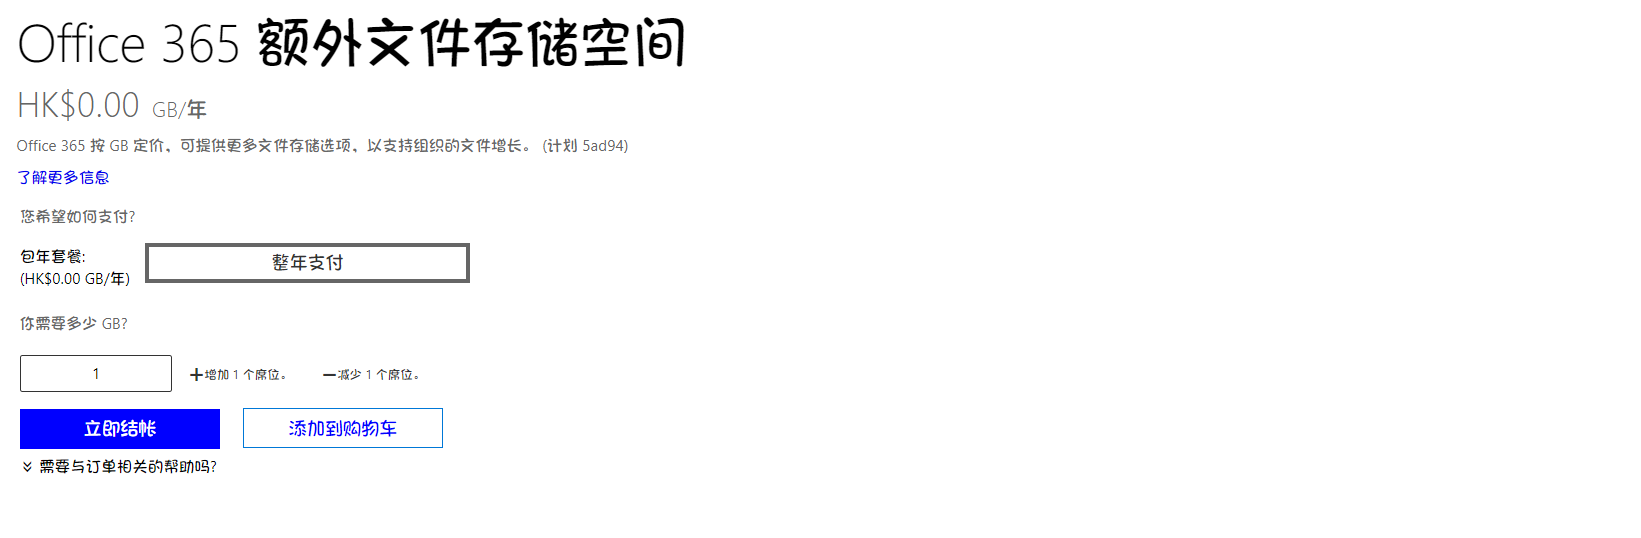 Office 365 额外文件存储空间
HK$0.00 GB/年
Office 365 按 GB 定价，可提供更多文件存储选项，以支持组织的文件增长。 (计划 5ad94)
了解更多信息
您希望如何支付?
包年套餐:
(HK$0.00 GB/年)
整年支付
你需要多少 GB?
1
+增加 1 个席位。
−减少 1 个席位。
立即结帐
添加到购物车
需要与订单相关的帮助吗?